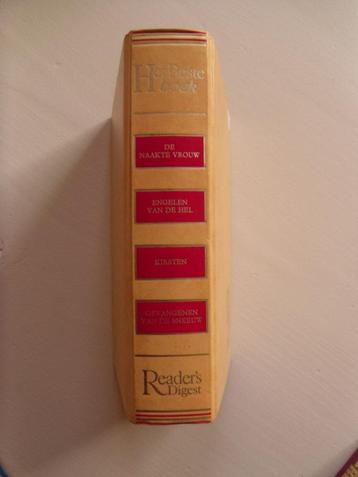 Het Beste
boek
DE
NAAKTE VROUW
ENGELEN
VAN DE HEL
KIRSTEN
GEVANGENEN
VAN DE SNEEUW
Reader's
Digest